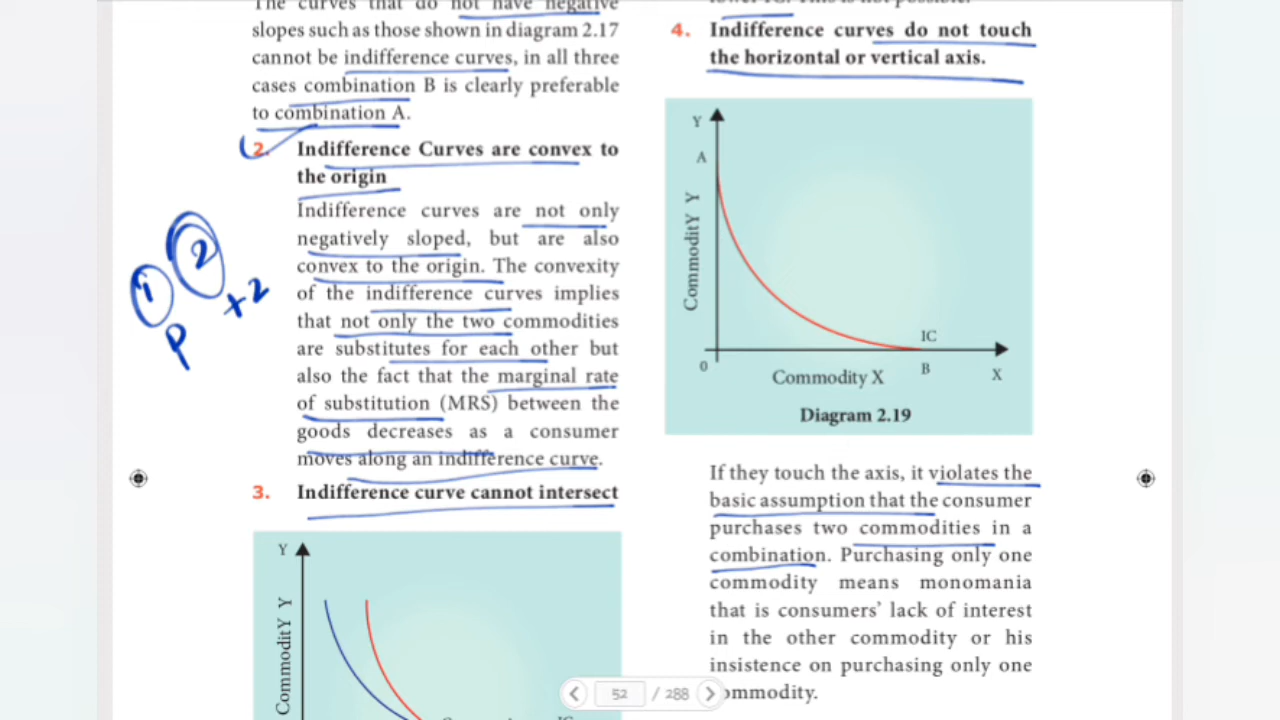 The curves that do not have negative
slopes such as those shown in diagram 2.17
cannot be indifference curves, in all three
cases combination B is clearly preferable
to combination A.
2. Indifference Curves are convex to
the origin
Indifference curves are not only
negatively sloped, but are also
convex to the origin. The convexity
of the indifference curves implies
that not only the two commodities
are substitutes for each other but
also the fact that the marginal rate
of substitution (MRS) between the
goods decreases as a consumer
moves along an indifference curve.
3. Indifference curve cannot intersect
Y
CommoditY Y
1 2
P x2
4. Indifference curves do not touch
the horizontal or vertical axis.
Y
A
CommoditY Y
IC
0
Commodity X
B
X
Diagram 2.19
If they touch the axis, it violates the
basic assumption that the consumer
purchases two commodities in a
combination. Purchasing only one
commodity means monomania
that is consumers’ lack of interest
in the other commodity or his
insistence on purchasing only one
ommodity.
52 / 288